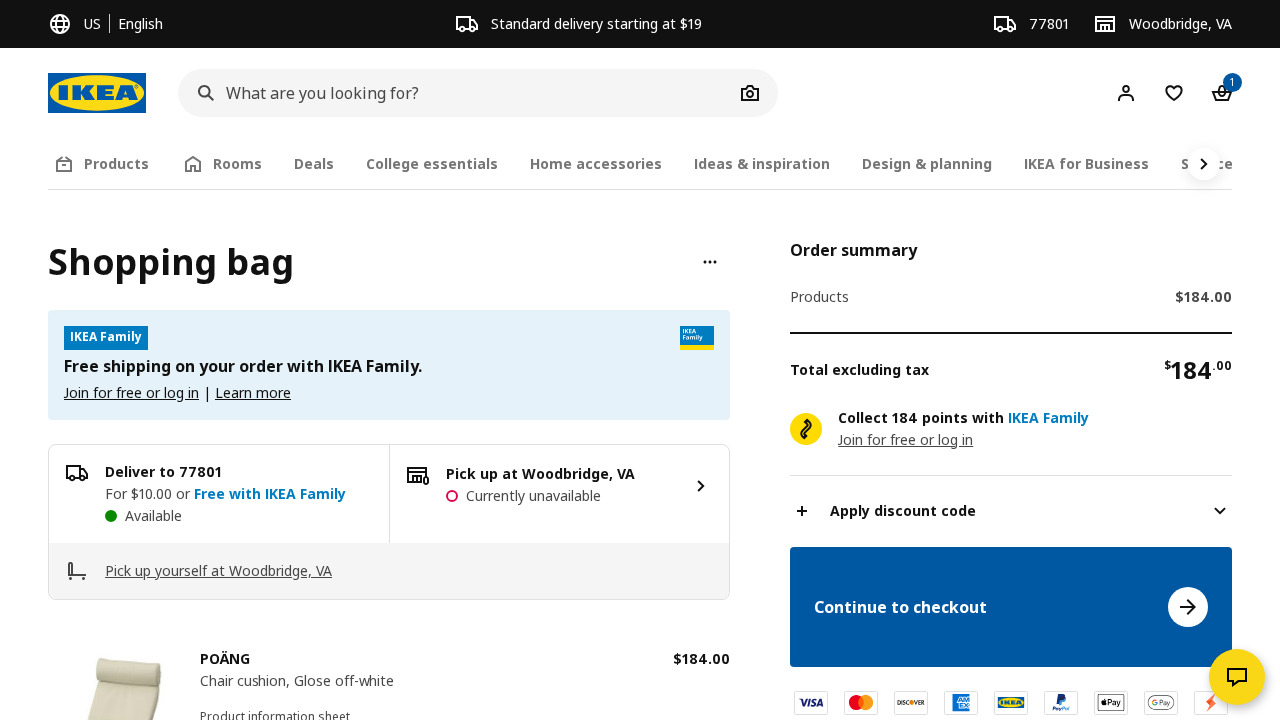 US | English
Standard delivery starting at $19
77801
Woodbridge, VA
IKEA
What are you looking for?
1
Products
Rooms
Deals
College essentials
Home accessories
Ideas & inspiration
Design & planning
IKEA for Business
Shopping bag
IKEA Family
IKEA
Family
Free shipping on your order with IKEA Family.
Join for free or log in | Learn more
Deliver to 77801
For $10.00 or Free with IKEA Family
Available
Pick up at Woodbridge, VA
Currently unavailable
Pick up yourself at Woodbridge, VA
POÄNG
$184.00
Chair cushion, Glose off-white
Product information sheet
Order summary
Products
$184.00
Total excluding tax
$184.00
Collect 184 points with IKEA Family
Join for free or log in
Apply discount code
Continue to checkout
VISA
mastercard
DISCOVER
AMEX
IKEA
PayPal
Pay
G Pay